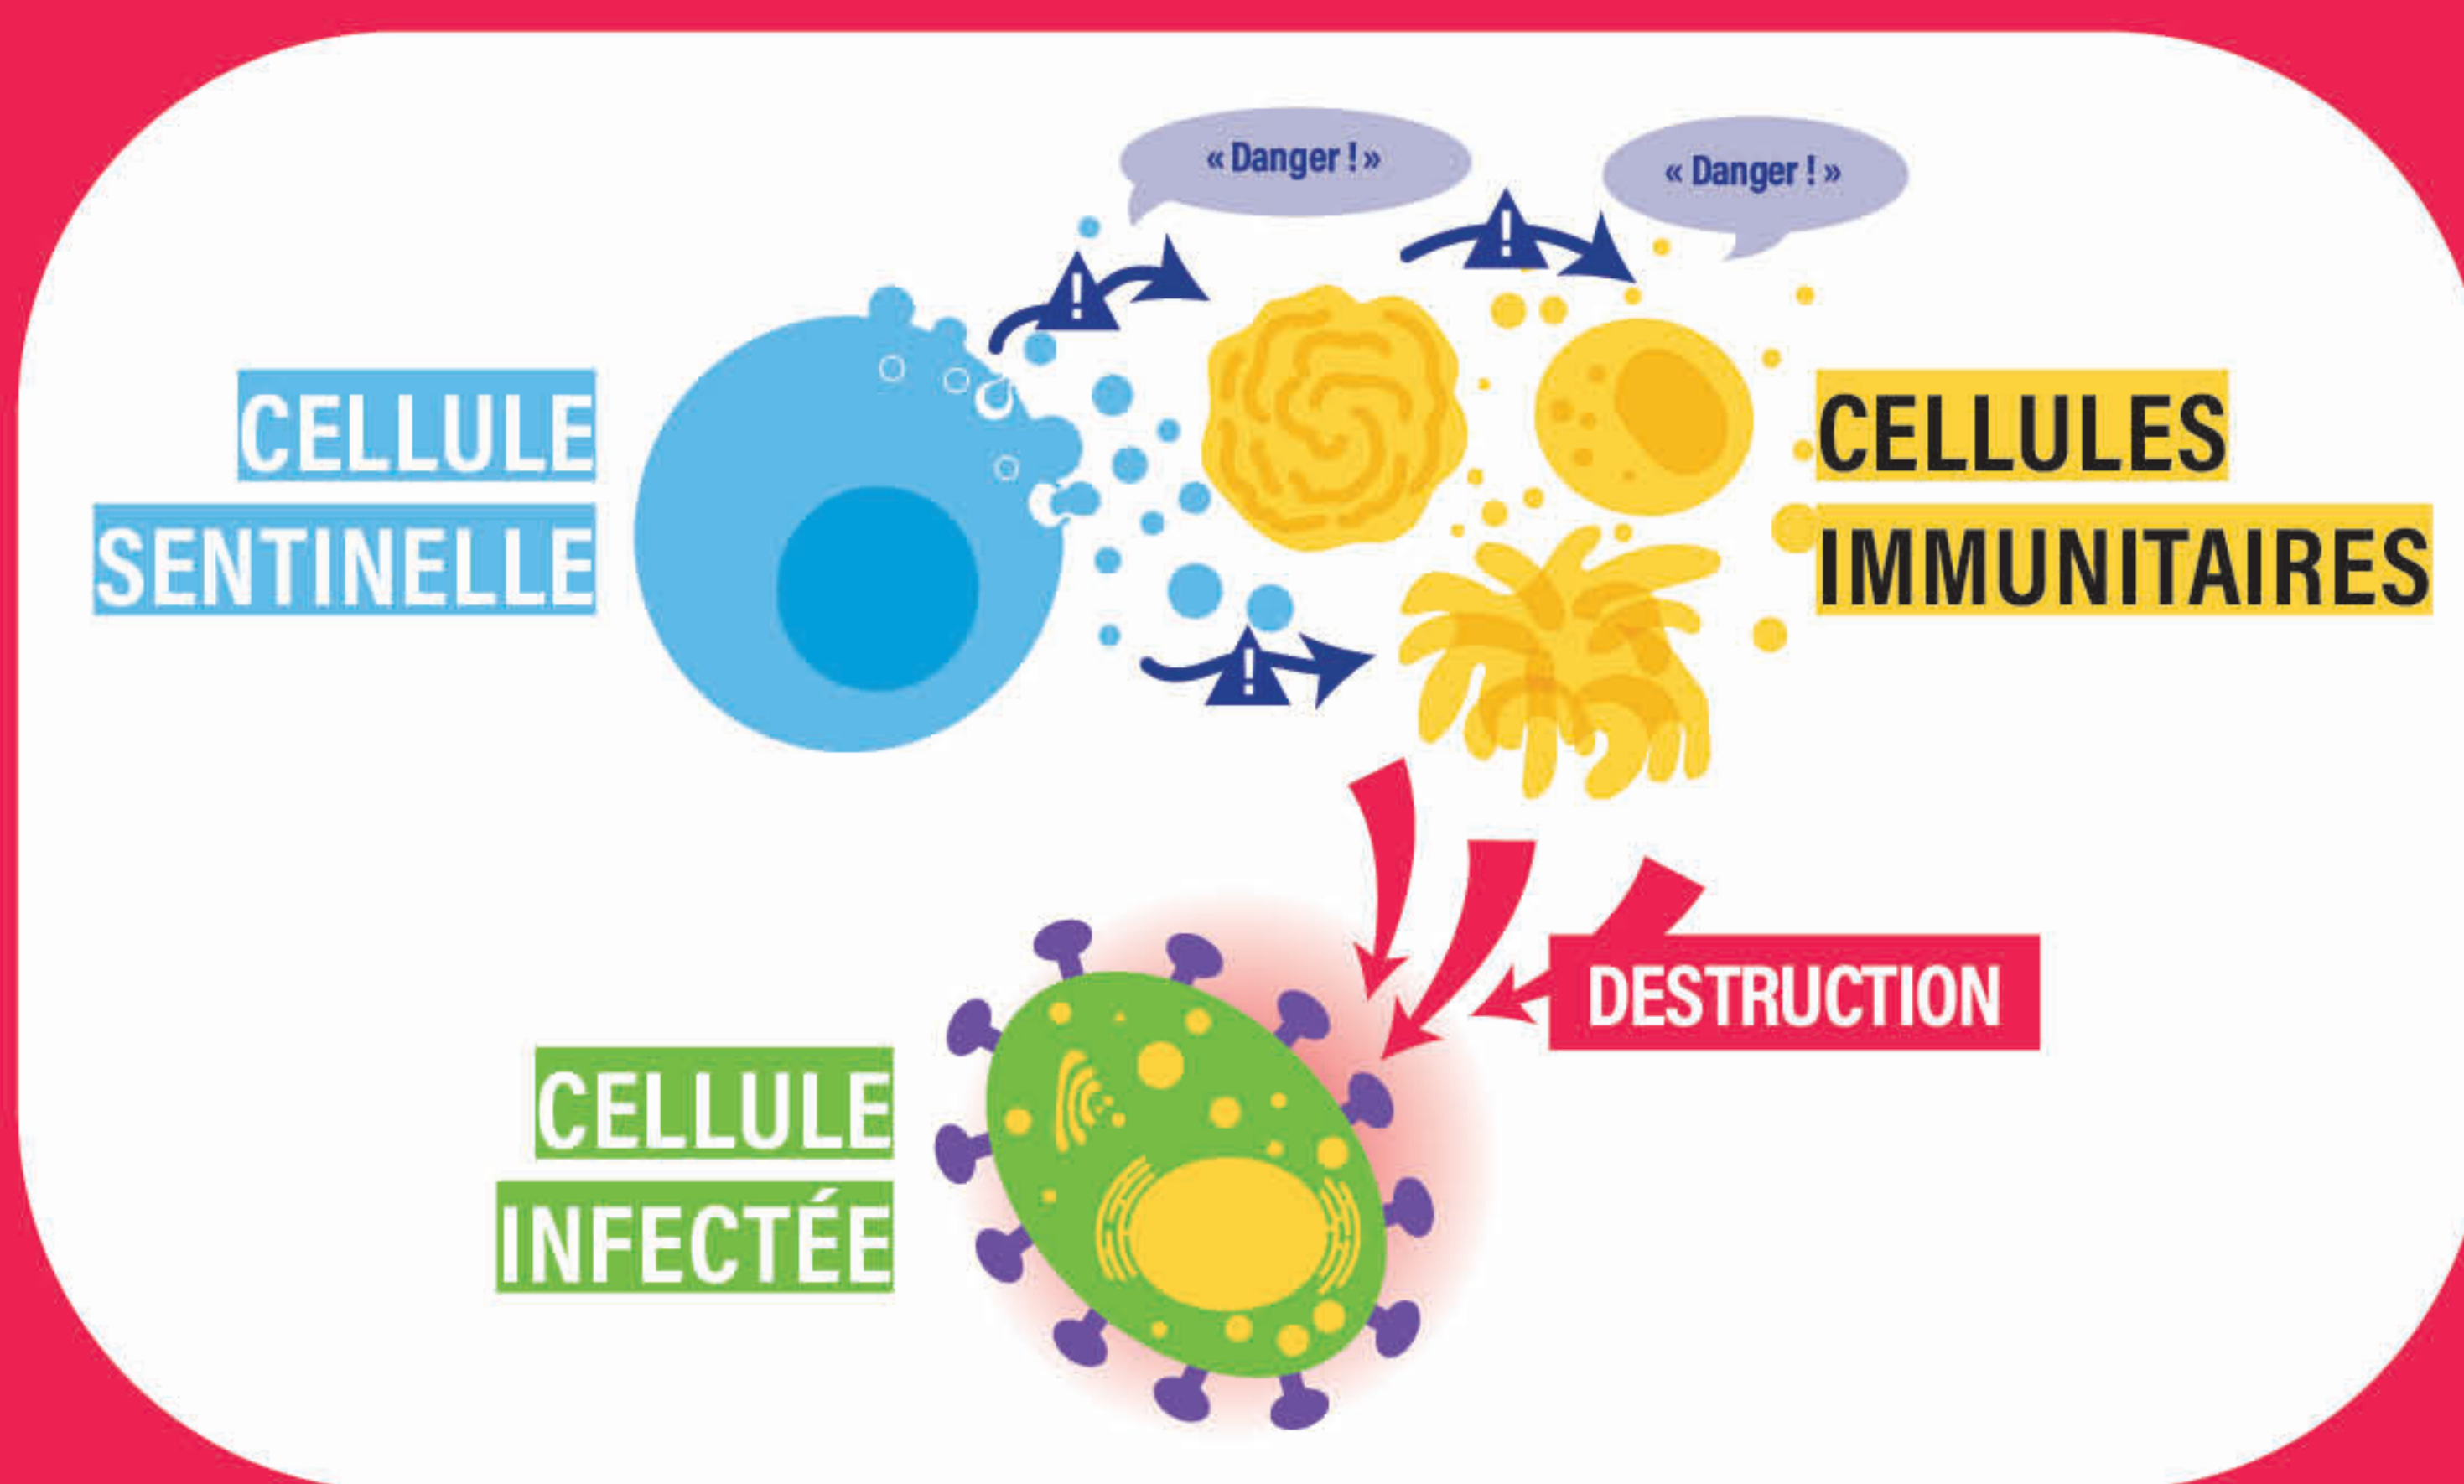 « Danger ! »
« Danger ! »
CELLULE
SENTINELLE
CELLULES
IMMUNITAIRES
DESTRUCTION
CELLULE
INFECTÉE